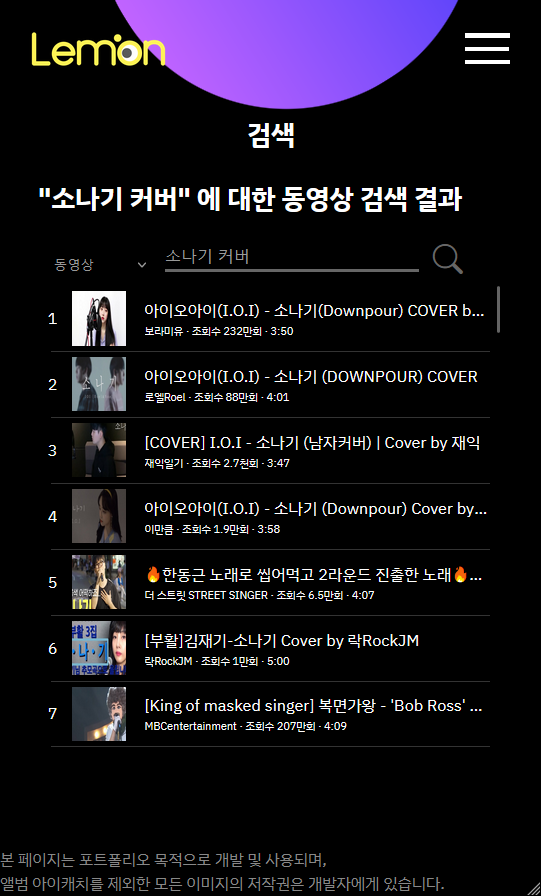 Lemon
검색
"소나기 커버" 에 대한 동영상 검색 결과
동영상
소나기 커버
1
아이오아이(I.O.I) - 소나기(Downpour) COVER b...
보라미유 · 조회수 232만회 · 3:50
2
소나기
아이오아이(I.O.I) - 소나기 (DOWNPOUR) COVER
로엘Roel · 조회수 88만회 · 4:01
3
[COVER] I.O.I - 소나기 (남자커버) | Cover by 재익
재익일기 · 조회수 2.7천회 · 3:47
4
소나기
아이오아이(I.O.I) - 소나기 (Downpour) Cover by...
이만큼 · 조회수 1.9만회 · 3:58
5
🔥한동근 노래로 씹어먹고 2라운드 진출한 노래🔥...
더 스트릿 STREET SINGER · 조회수 6.5만회 · 4:07
6
부활 3집
[부활]김재기-소나기 Cover by 락RockJM
락RockJM · 조회수 1만회 · 5:00
7
[King of masked singer] 복면가왕 - 'Bob Ross' ...
MBCentertainment · 조회수 207만회 · 4:09
본 페이지는 포트폴리오 목적으로 개발 및 사용되며,
앨범 아이캐치를 제외한 모든 이미지의 저작권은 개발자에게 있습니다.